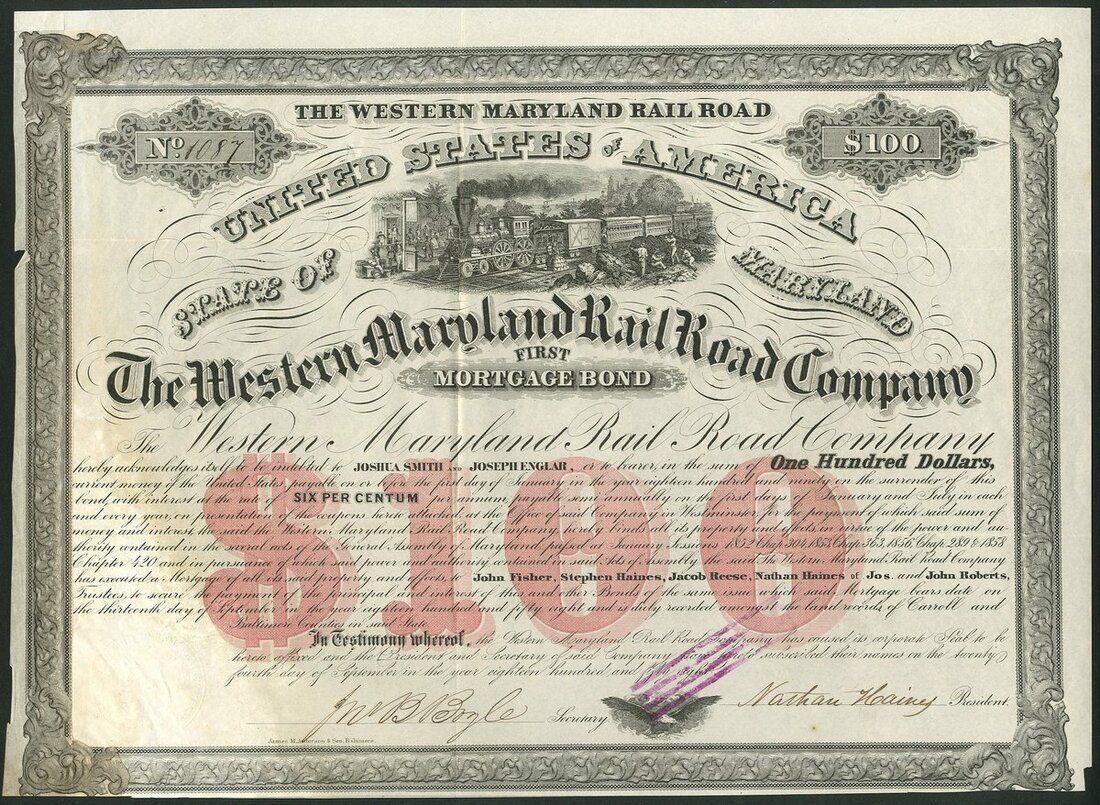 THE WESTERN MARYLAND RAIL ROAD
No. 1087
$100.
UNITED STATES OF AMERICA
STATE OF MARYLAND
The Western Maryland Rail Road Company
FIRST
MORTGAGE BOND
The Western Maryland Rail Road Company
hereby acknowledges itself to be indebted to JOSHUA SMITH AND JOSEPH ENGLAR, or to bearer, in the sum of One Hundred Dollars,
current money of the United States, payable on or before the first day of January in the year eighteen hundred and ninety on the surrender of this
bond, with interest at the rate of SIX PER CENTUM per annum, payable semi annually on the first days of January and July in each
and every year, on presentation of the coupons hereto attached at the Office of said Company in Westminster to the payment of which said sum of
money and interest, the said the Western Maryland Rail Road Company hereby binds itself, its property and effects, in virtue of the power and au-
thority contained in the several acts of the General Assembly of Maryland, passed at January Sessions 1852 Chap 304, 1853 Chap 363, 1856, Chap. 289 & 1858
Chapter 420 and in pursuance of which said power and authority contained in said Acts of Assembly the said The Western Maryland Rail Road Company
has executed a Mortgage of all its said property and effects, to John Fisher, Stephen Haines, Jacob Reese, Nathan Haines of Jos. and John Roberts,
Trustees, to secure the payment of the principal and interest of this and other Bonds of the same issue which said Mortgage bears date on
the thirteenth day of September in the year eighteen hundred and fifty eight and is duly recorded among the land records of Carroll and
Baltimore Counties in said State.
$100
In Testimony whereof, the Western Maryland Rail Road Company has caused its corporate Seal to be
hereto affixed and the President and Secretary of said Company have hereto subscribed their names on the twenty
fourth day of September in the year eighteen hundred and fifty eight
Jno B Boyle Secretary.
Nathan Haines President.
James M. Anderson & Son, Baltimore.